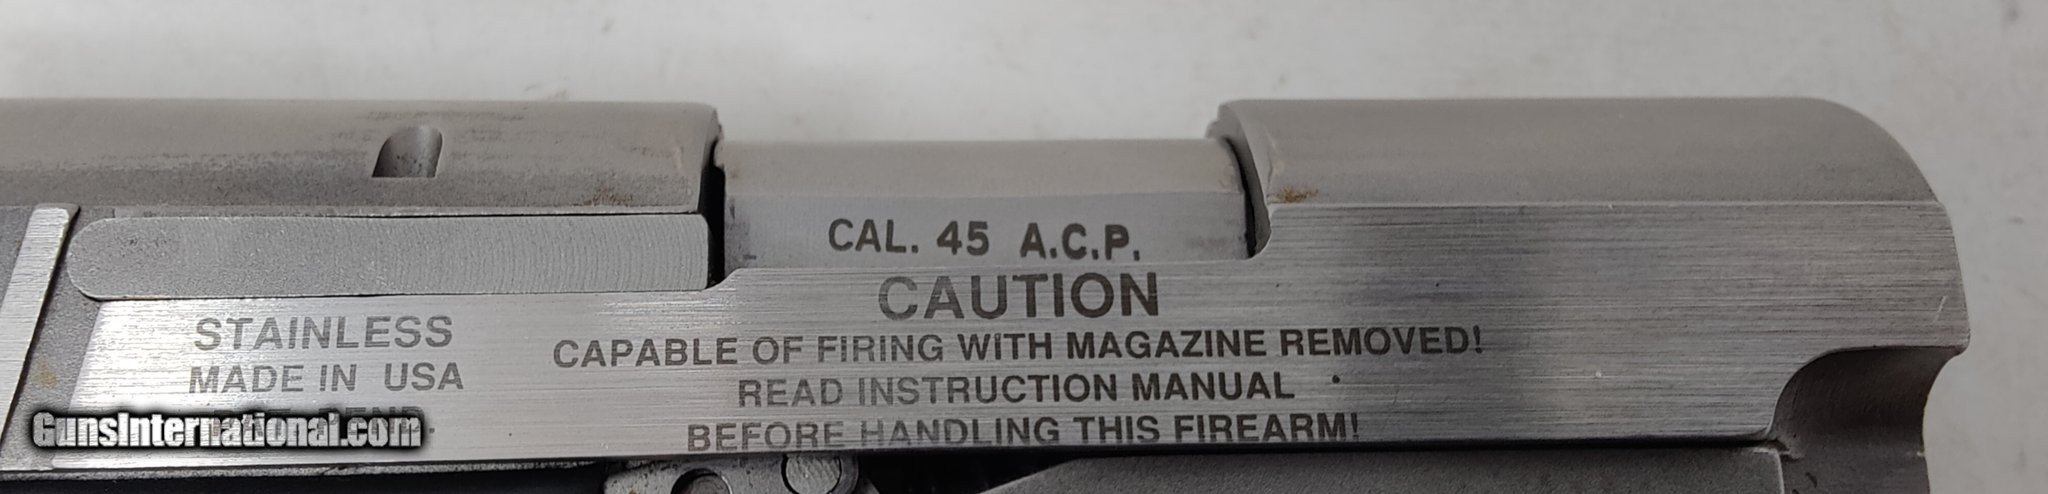 CAL. 45 A.C.P.
CAUTION
CAPABLE OF FIRING WITH MAGAZINE REMOVED!
READ INSTRUCTION MANUAL
BEFORE HANDLING THIS FIREARM!
STAINLESS
MADE IN USA
PEND.
GunsInternational.com